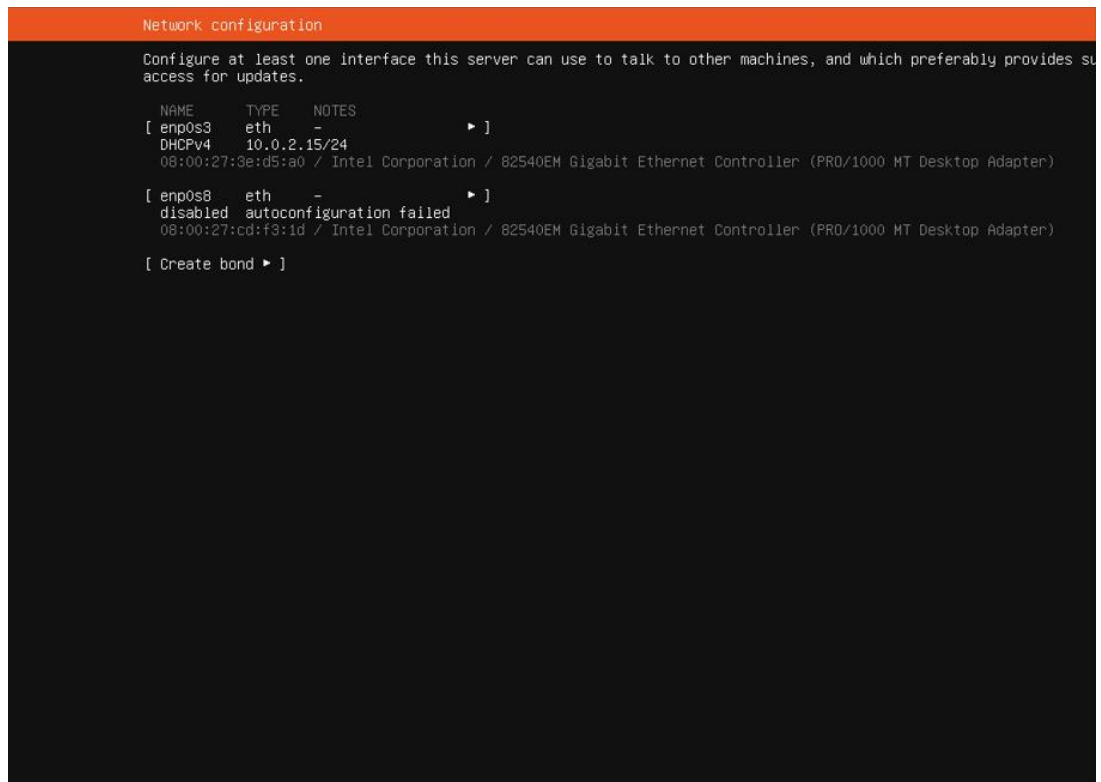 Network configuration
Configure at least one interface this server can use to talk to other machines, and which preferably provides
access for updates.
NAME TYPE NOTES
[ enp0s3 eth - ▸ ]
DHCPv4 10.0.2.15/24
08:00:27:3e:d5:a0 / Intel Corporation / 82540EM Gigabit Ethernet Controller (PRO/1000 MT Desktop Adapter)
[ enp0s8 eth - ▸ ]
disabled autoconfiguration failed
08:00:27:cd:f3:1d / Intel Corporation / 82540EM Gigabit Ethernet Controller (PRO/1000 MT Desktop Adapter)
[ Create bond ▸ ]